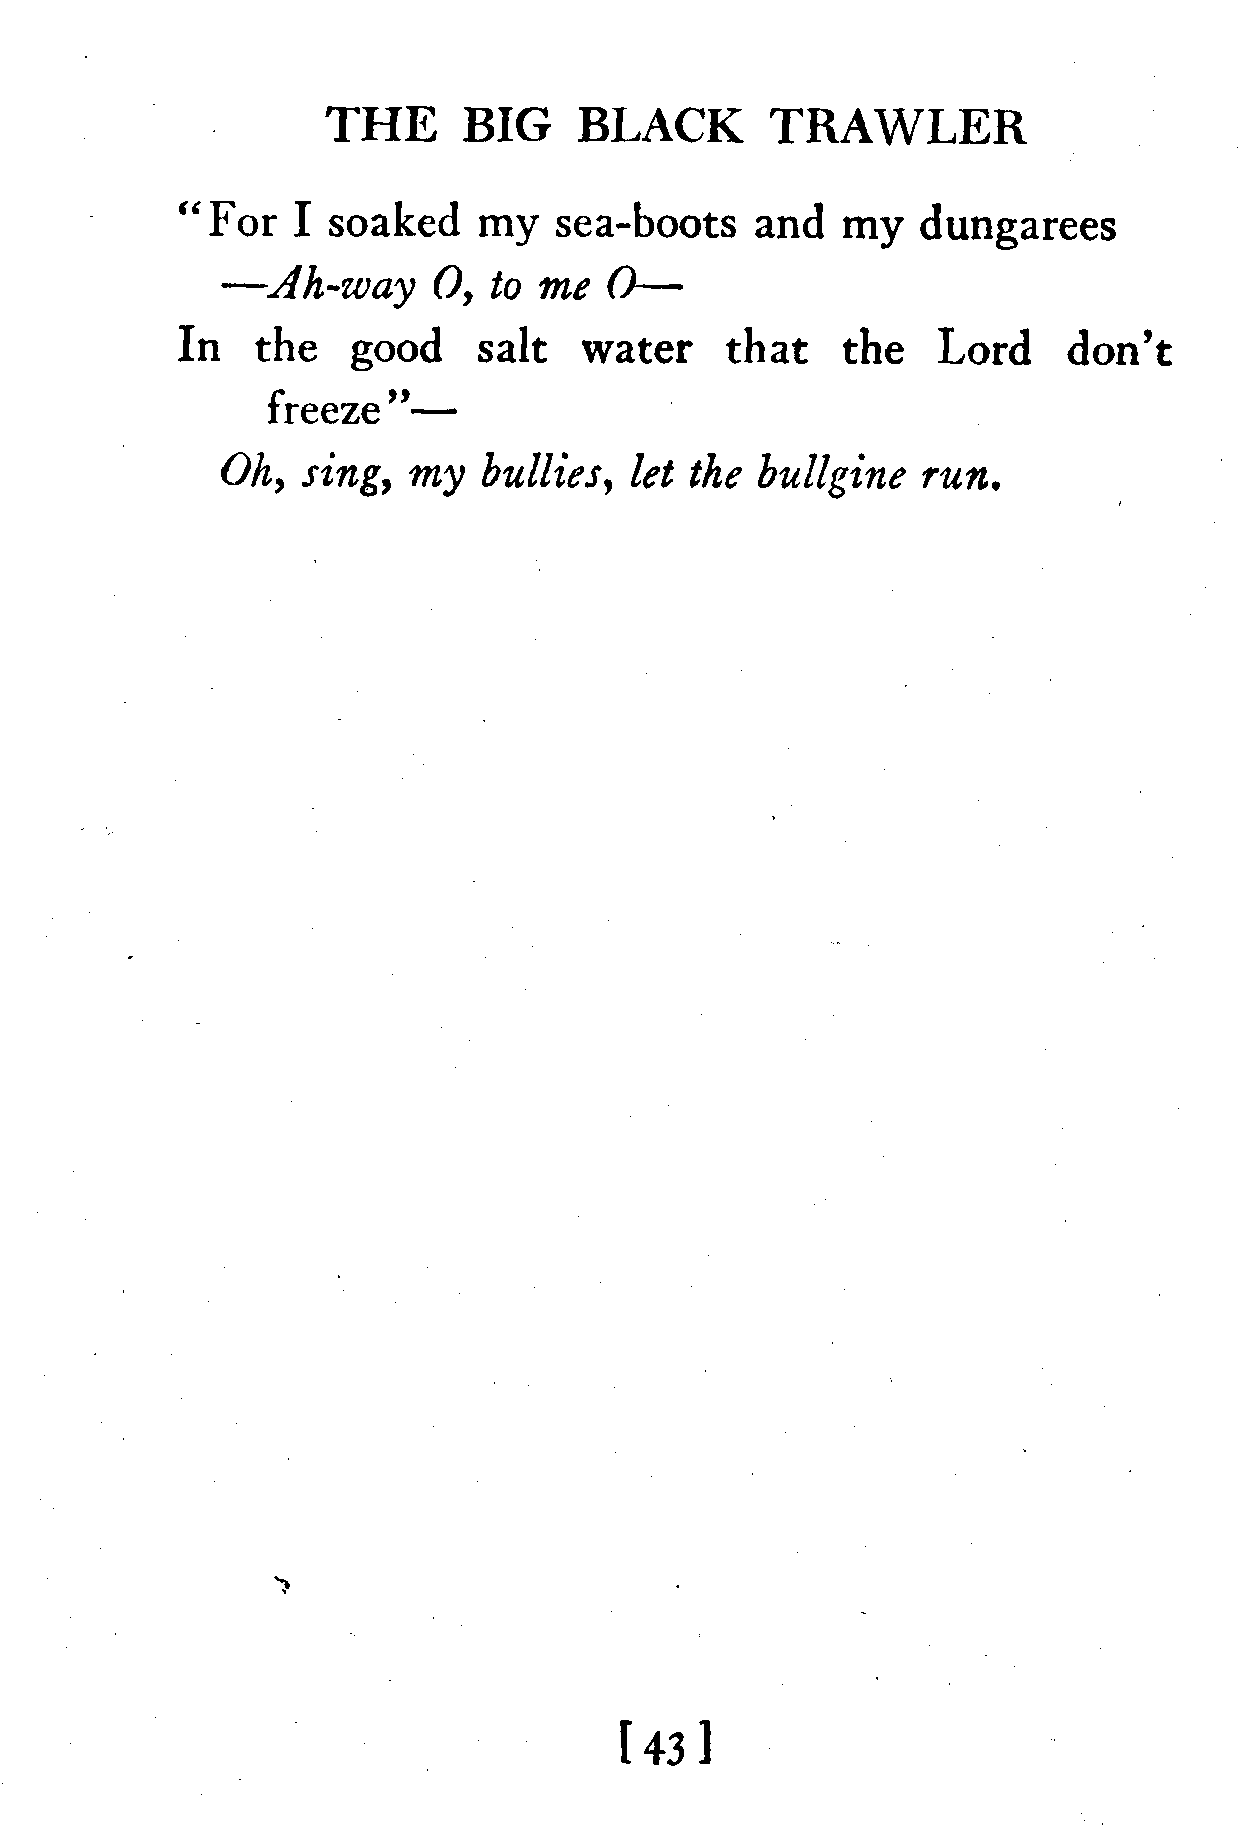 THE BIG BLACK TRAWLER
"For I soaked my sea-boots and my dungarees
—Ah-way O, to me O—
In the good salt water that the Lord don't
freeze"—
Oh, sing, my bullies, let the bullgine run.
[43]